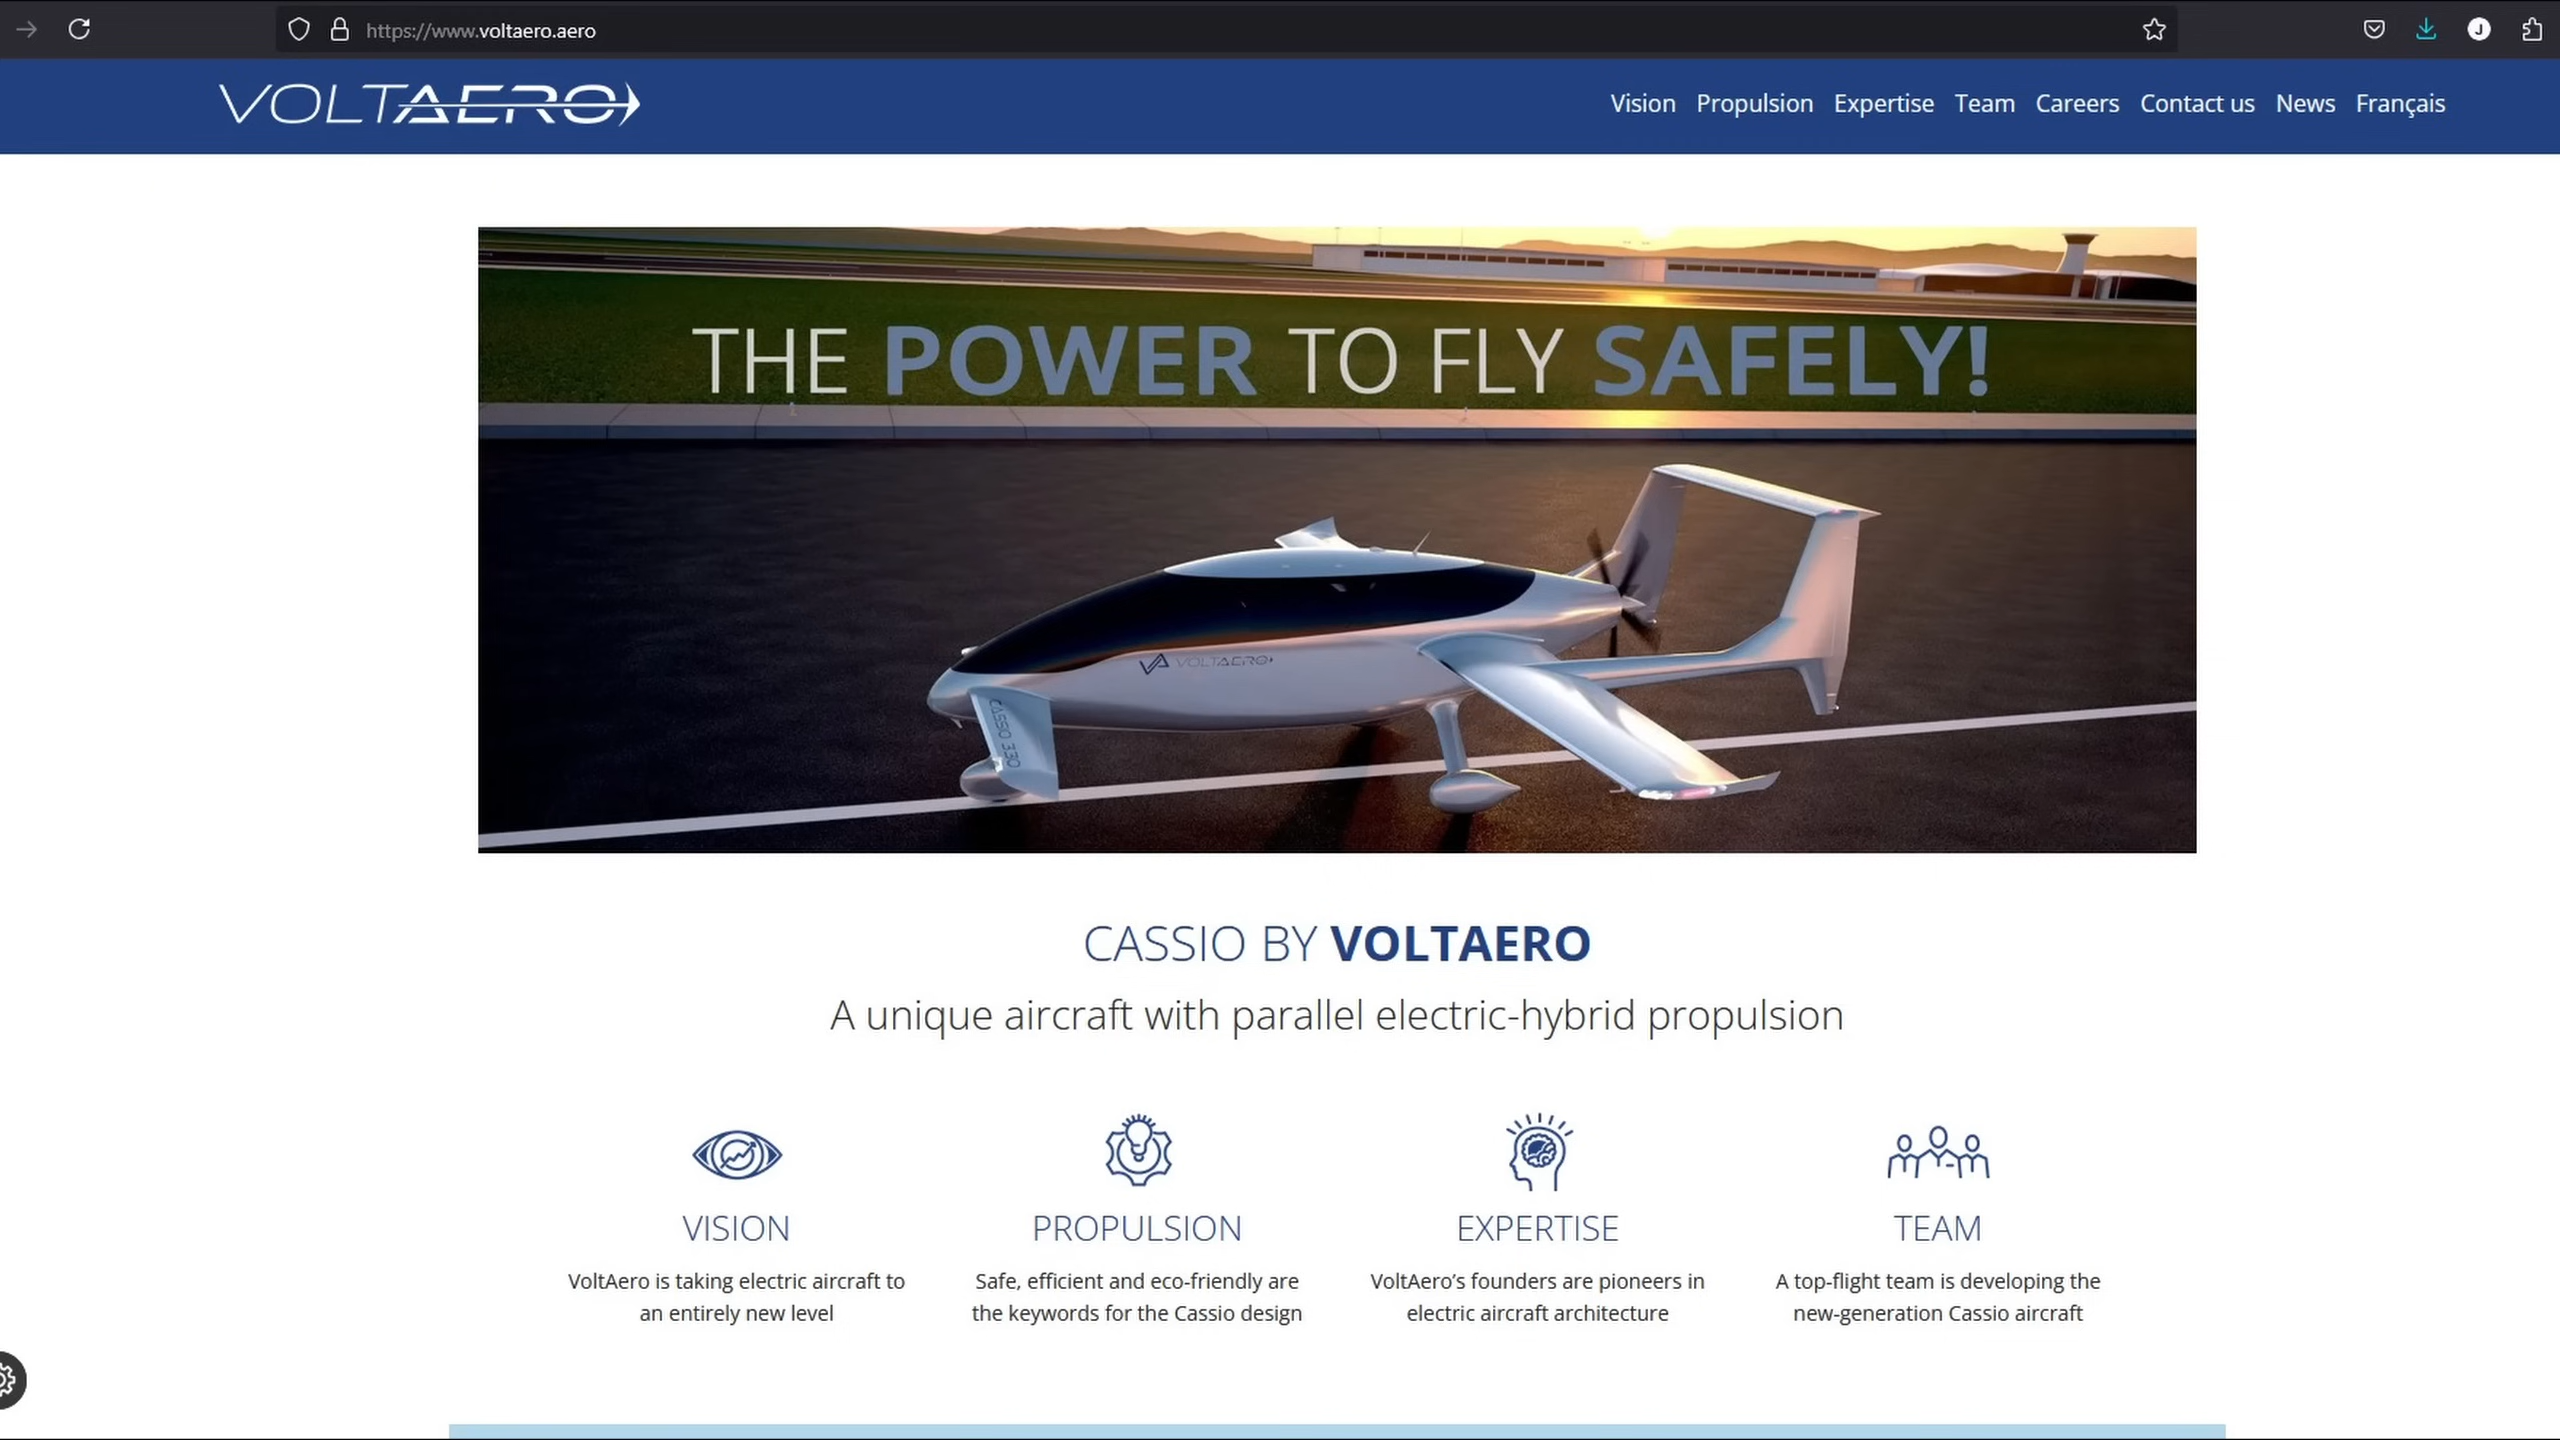 https://www.voltaero.aero
J
VOLTAERO
Vision Propulsion Expertise Team Careers Contact us News Français
THE POWER TO FLY SAFELY!
VOLTAERO
CASSIO 330
CASSIO BY VOLTAERO
A unique aircraft with parallel electric-hybrid propulsion
VISION
VoltAero is taking electric aircraft to
an entirely new level
PROPULSION
Safe, efficient and eco-friendly are
the keywords for the Cassio design
EXPERTISE
VoltAero’s founders are pioneers in
electric aircraft architecture
TEAM
A top-flight team is developing the
new-generation Cassio aircraft